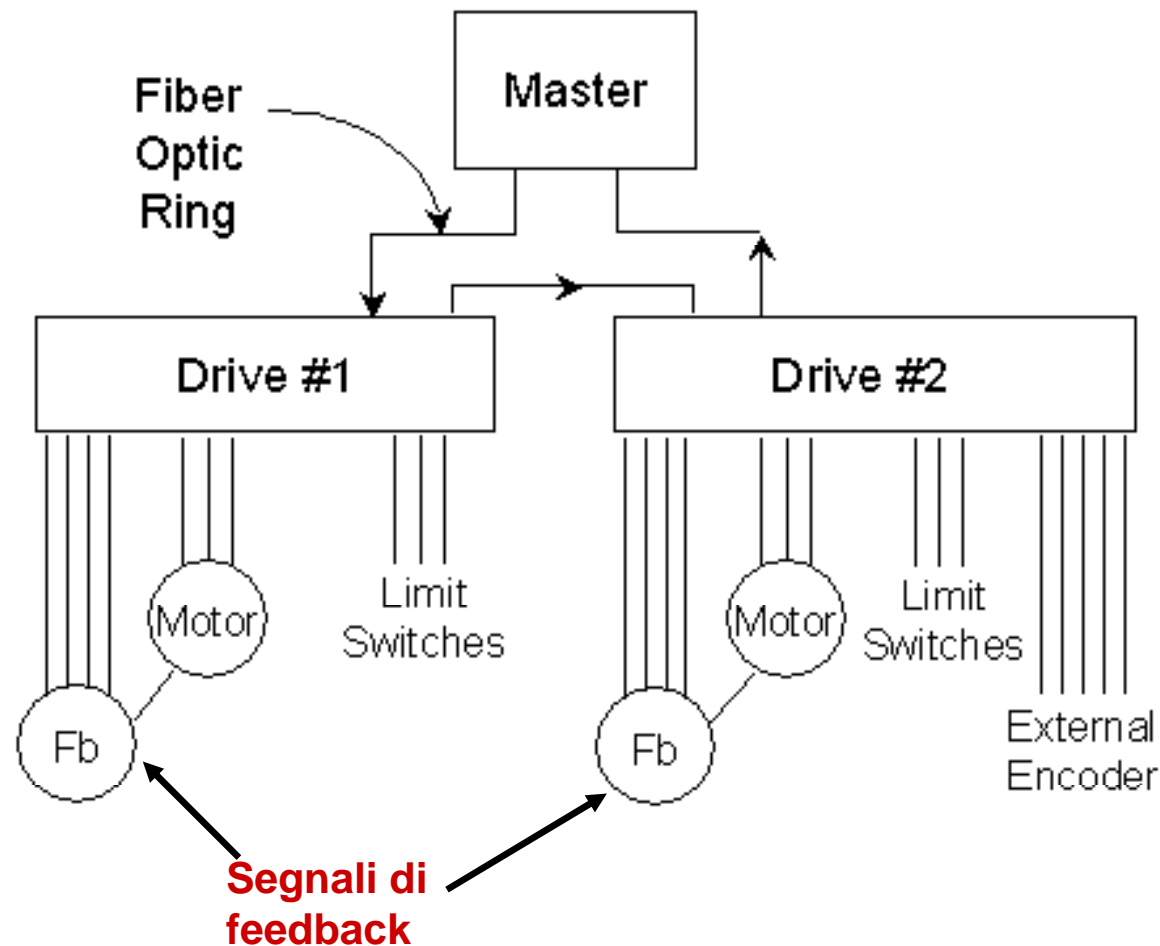 Master
Fiber
Optic
Ring
Drive #1
Drive #2
Motor
Limit
Switches
Fb
Motor
Limit
Switches
Fb
External
Encoder
Segnali di
feedback